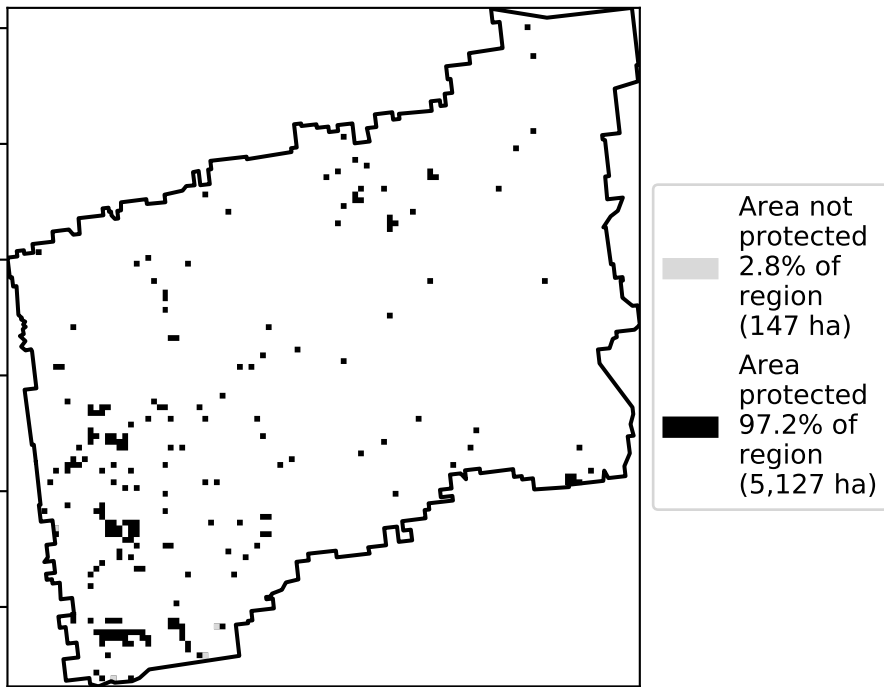 Area not
protected
2.8% of
region
(147 ha)
Area
protected
97.2% of
region
(5,127 ha)